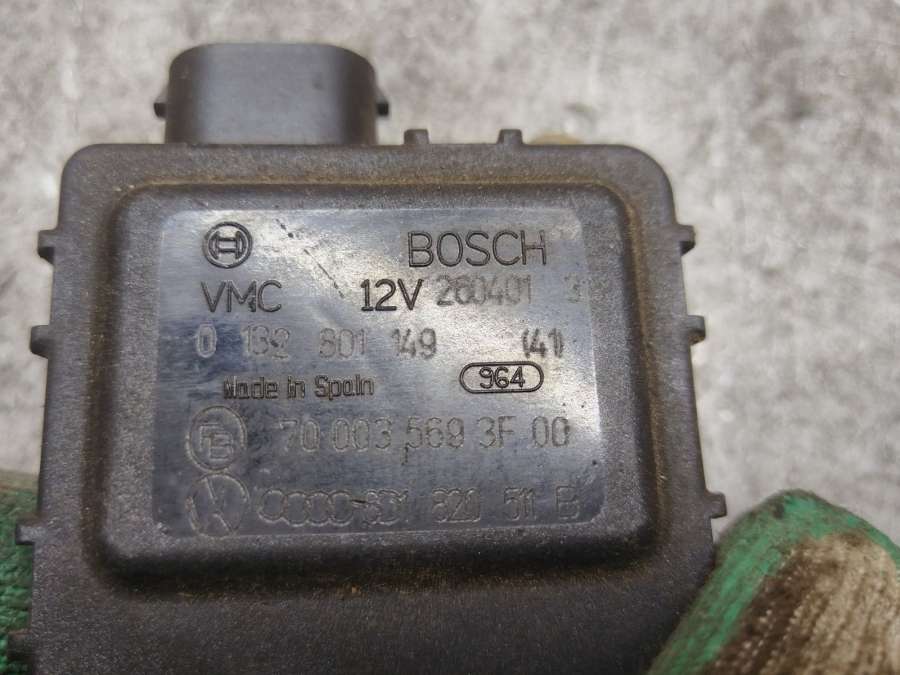 BOSCH
VMC 12V 260401 3
0 132 801 149 (41)
Made in Spain 964
70 003 569 3F 00
8D1 820 511 B